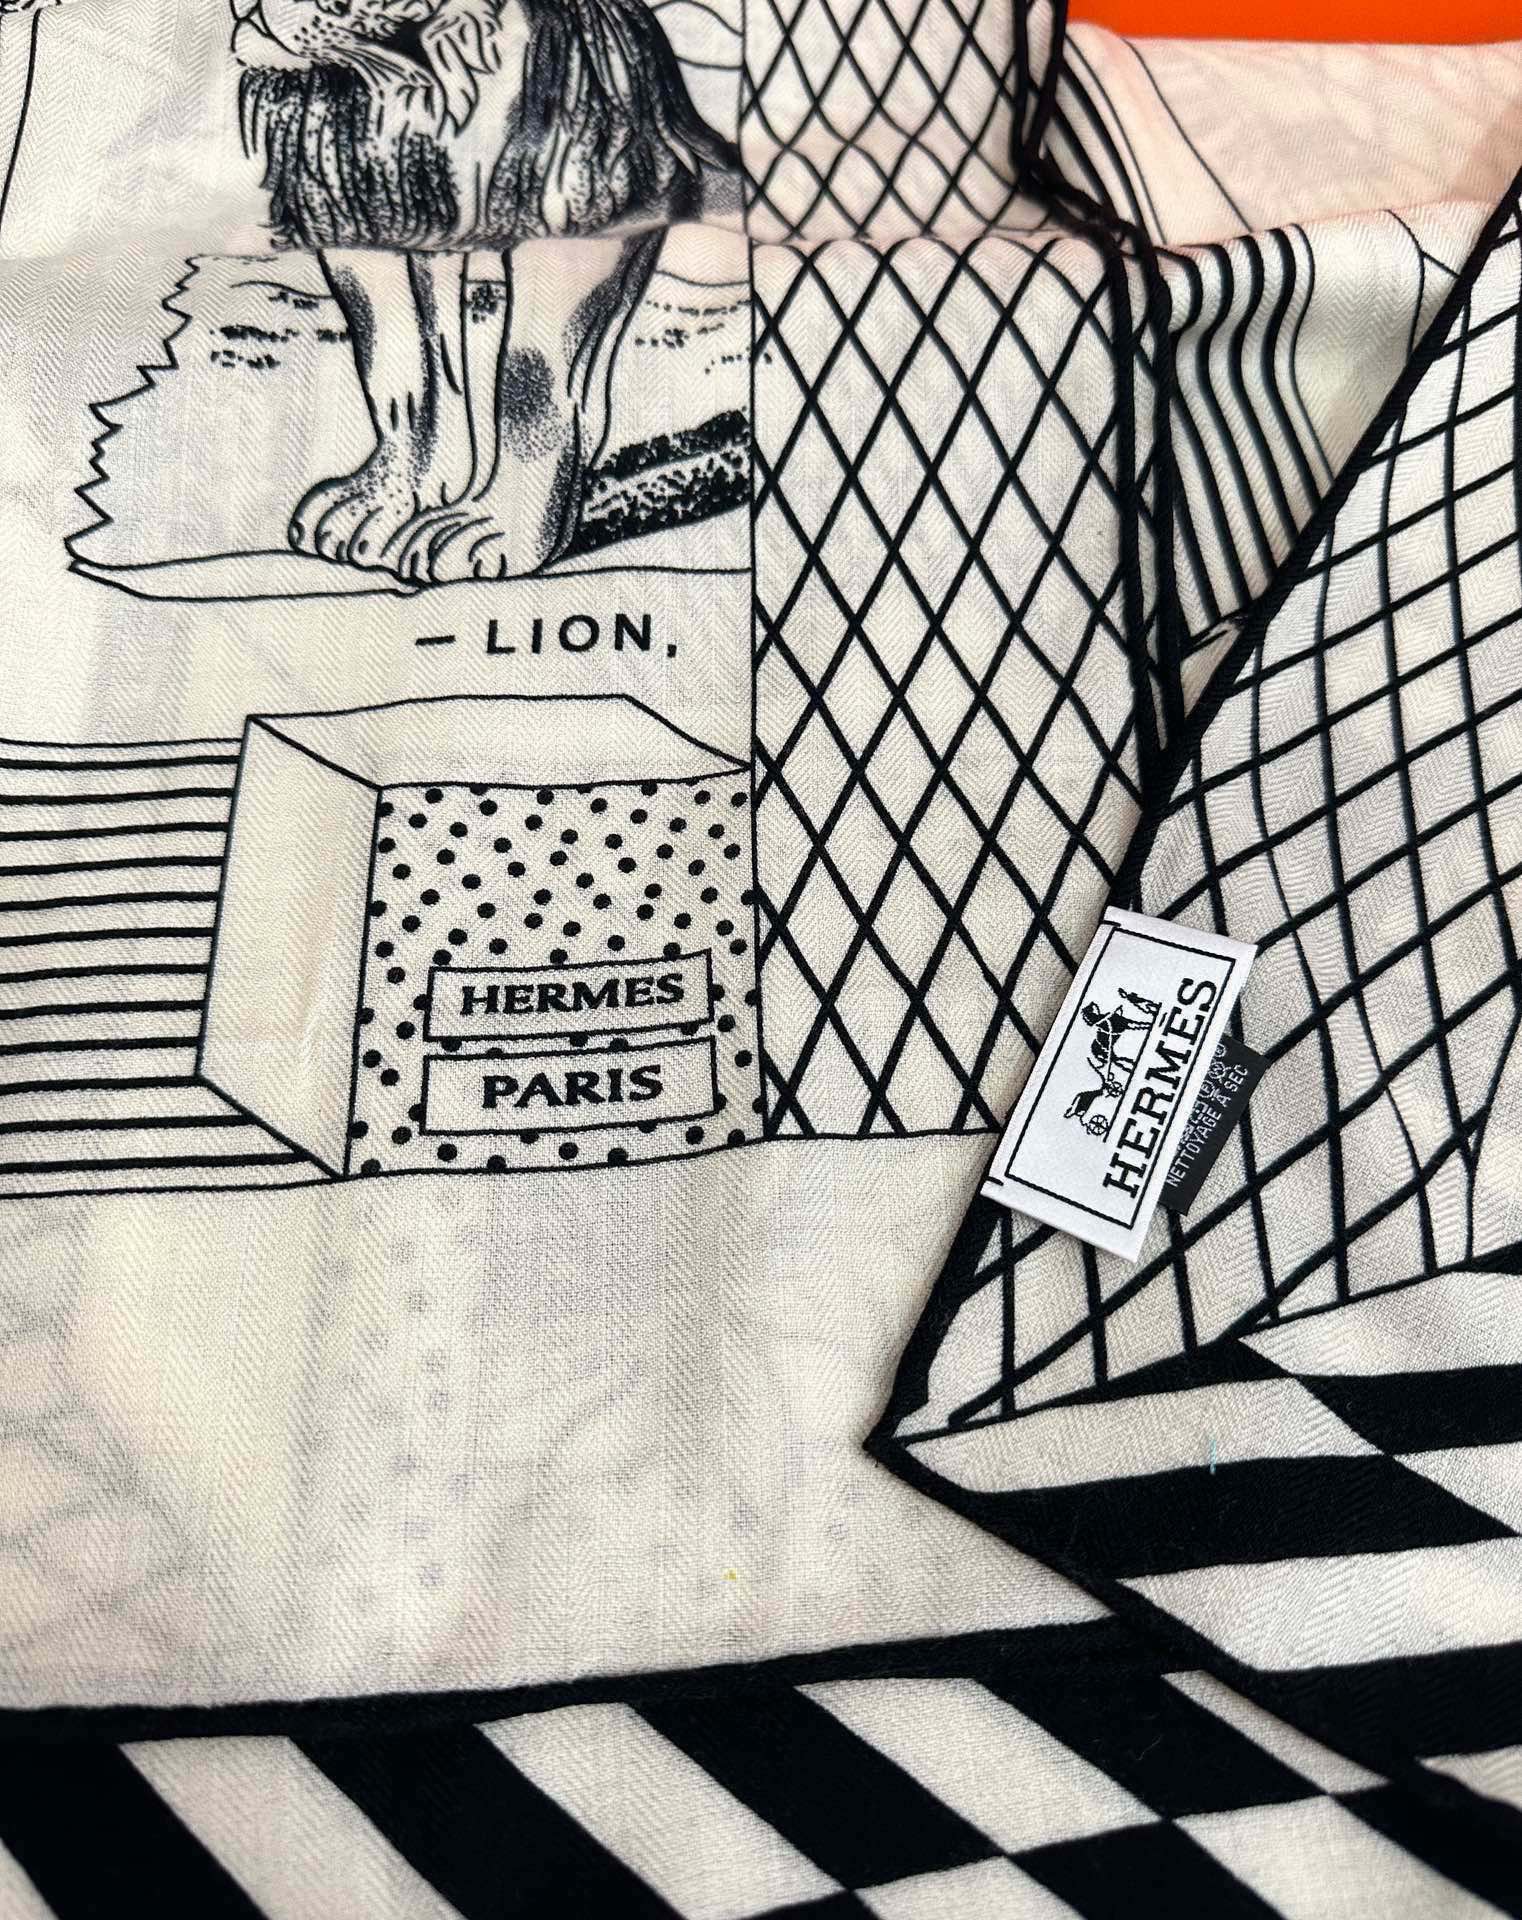 — LION,
HERMES
PARIS
HERMÈS
NETTOYAGE A SEC